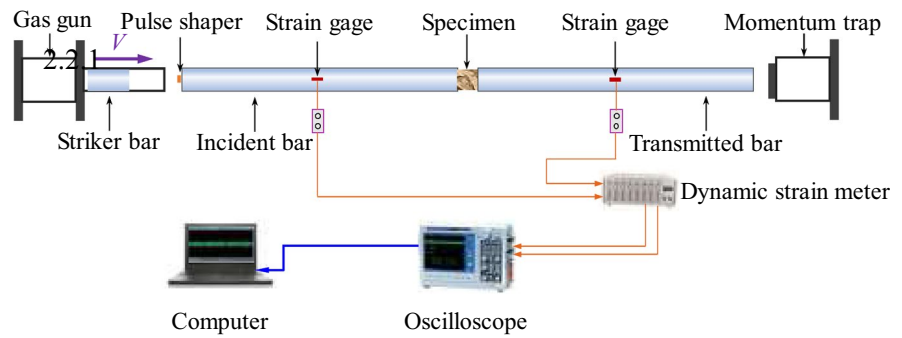 Gas gun Pulse shaper Strain gage Specimen Strain gage Momentum trap
V
2.2.1
Striker bar Incident bar Transmitted bar
Dynamic strain meter
Computer Oscilloscope